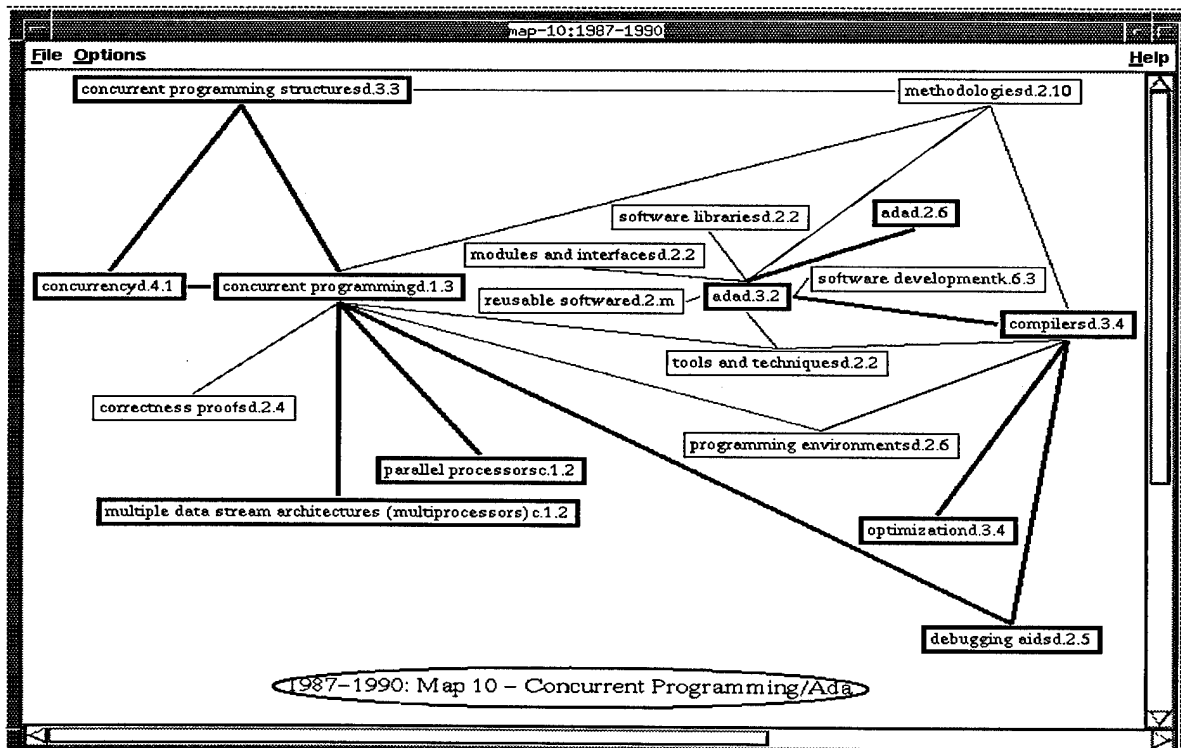 map-10:1987-1990
File Options Help
concurrent programming structuresd.3.3
methodologiesd.2.10
software librariesd.2.2
adad.2.6
modules and interfacesd.2.2
concurrencyd.4.1
concurrent programmingd.1.3
software developmentk.6.3
reusable softwared.2.m
adad.3.2
compilersd.3.4
tools and techniquesd.2.2
correctness proofsd.2.4
programming environmentsd.2.6
parallel processorsc.1.2
multiple data stream architectures (multiprocessors)c.1.2
optimizationd.3.4
debugging aidsd.2.5
1987-1990: Map 10 - Concurrent Programming/Ada